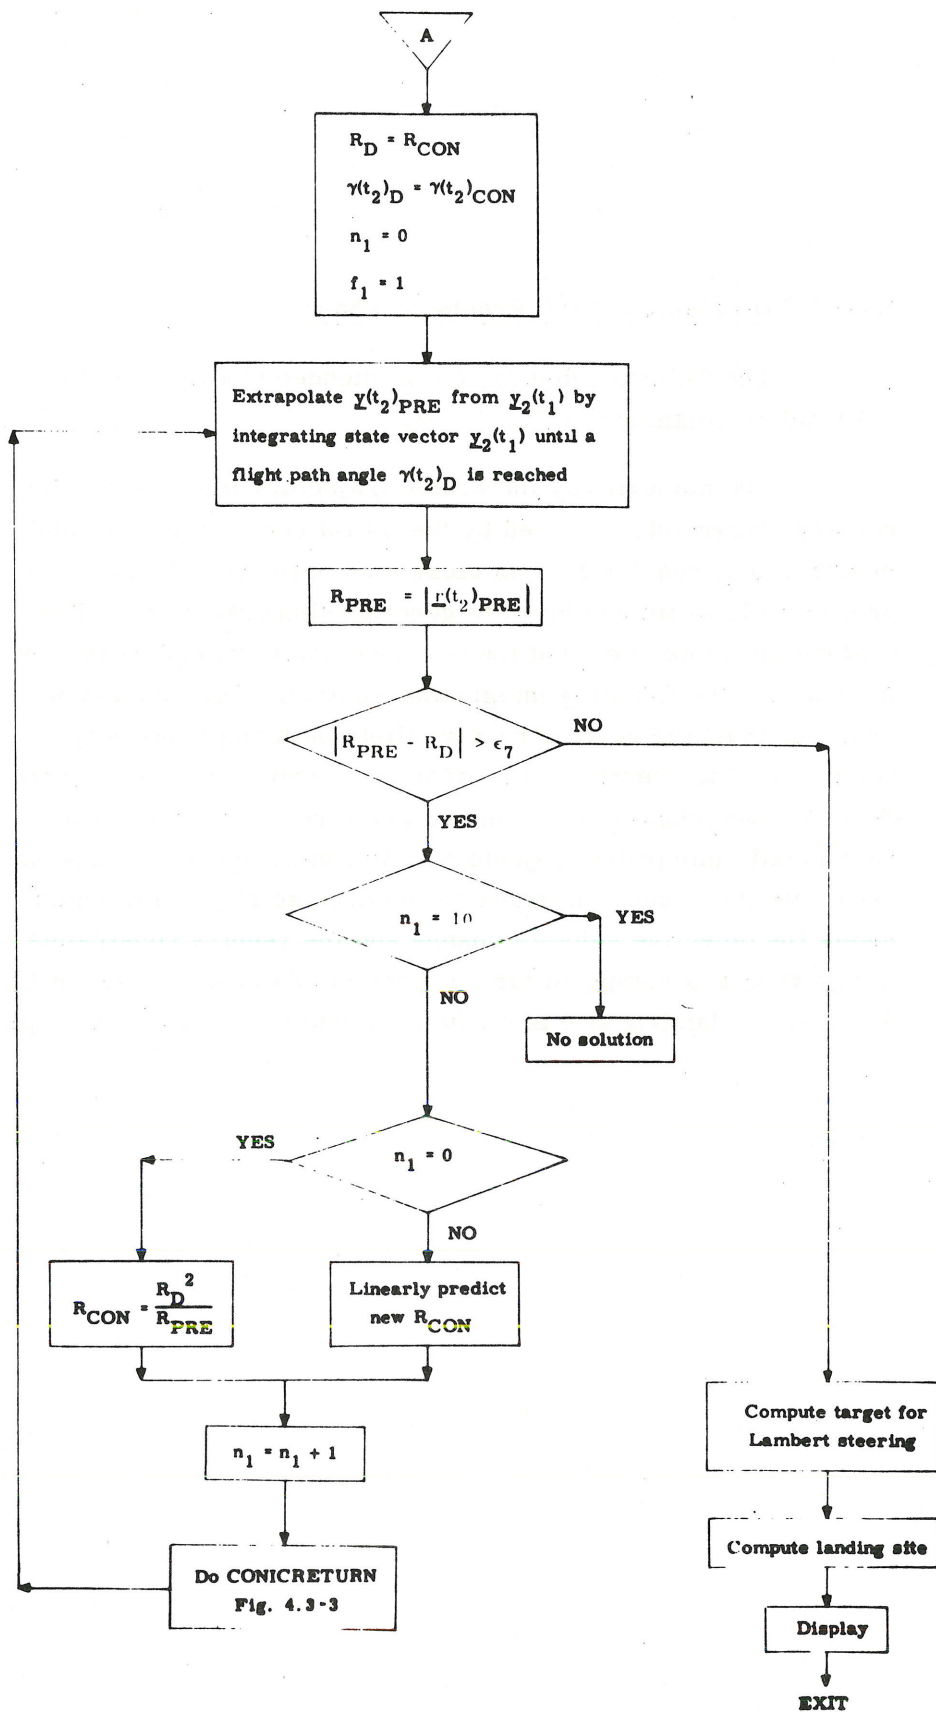 A
R_D = R_CON
γ(t_2)_D = γ(t_2)_CON
n_1 = 0
f_1 = 1
Extrapolate y(t_2)_PRE from y_2(t_1) by
integrating state vector y_2(t_1) until a
flight path angle γ(t_2)_D is reached
R_PRE = |r(t_2)_PRE|
|R_PRE - R_D| > ϵ_7
NO
YES
n_1 = 10
YES
NO
No solution
YES
n_1 = 0
NO
R_CON = R_D^2 / R_PRE
Linearly predict
new R_CON
n_1 = n_1 + 1
Do CONICRETURN
Fig. 4.3-3
Compute target for
Lambert steering
Compute landing site
Display
EXIT